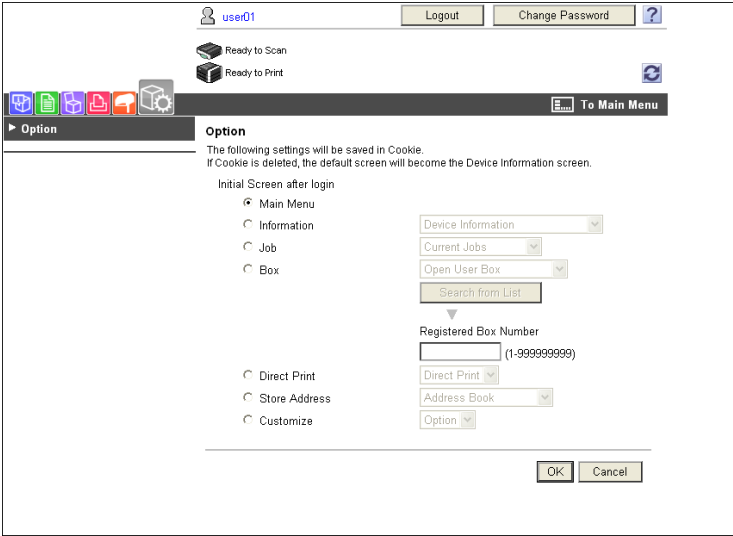 user01
Logout
Change Password
?
Ready to Scan
Ready to Print
To Main Menu
Option
Option
The following settings will be saved in Cookie.
If Cookie is deleted, the default screen will become the Device Information screen.
Initial Screen after login
Main Menu
Information Device Information
Job Current Jobs
Box Open User Box
Search from List
Registered Box Number
(1-999999999)
Direct Print Direct Print
Store Address Address Book
Customize Option
OK Cancel